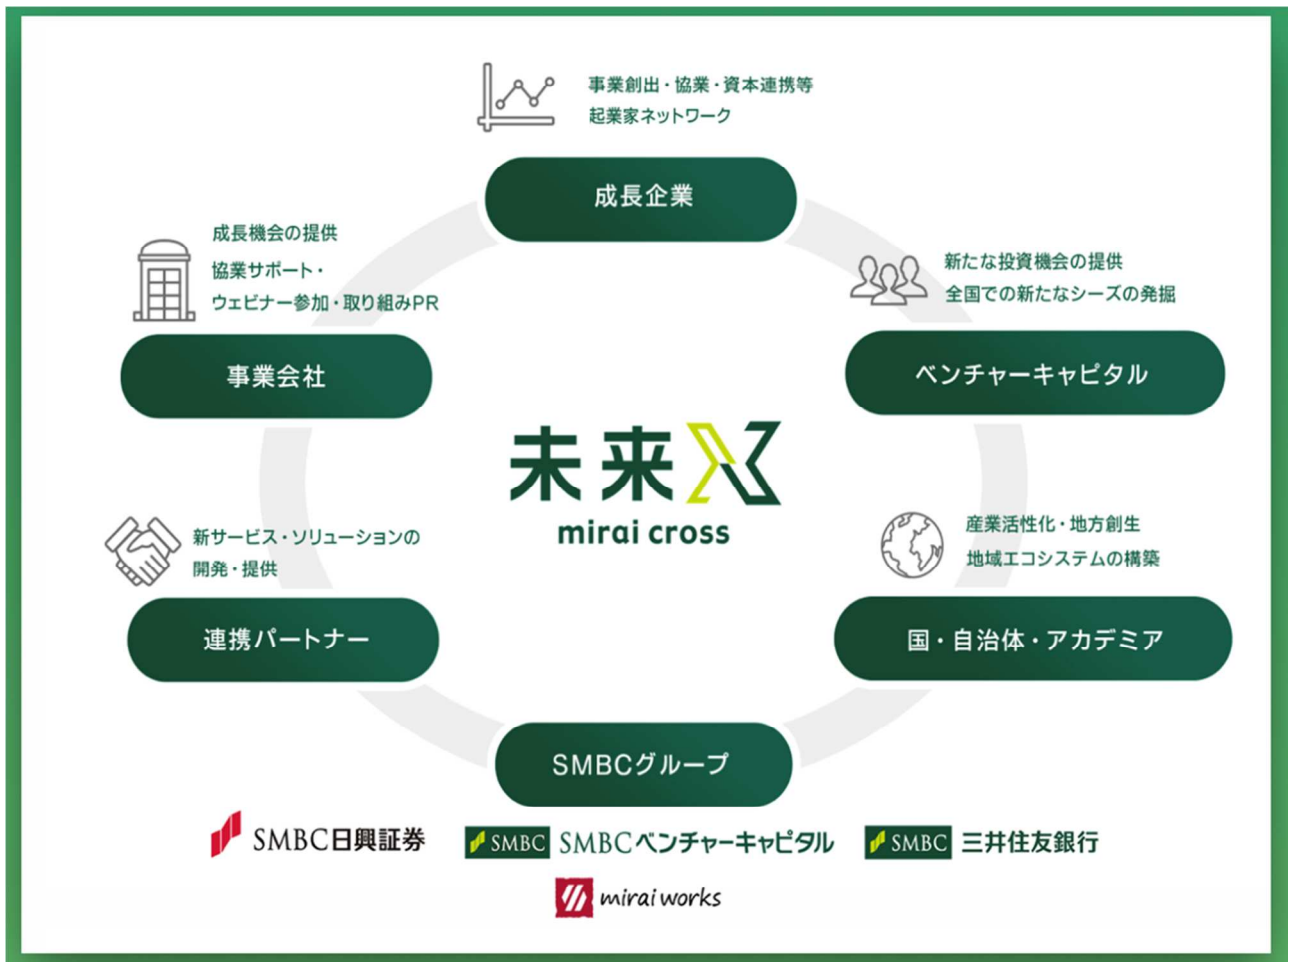 事業創出・協業・資本連携等
起業家ネットワーク
成長企業
成長機会の提供
協業サポート・
ウェビナー参加・取り組みPR
事業会社
新たな投資機会の提供
全国での新たなシーズの発掘
ベンチャーキャピタル
未来X
mirai cross
新サービス・ソリューションの
開発・提供
連携パートナー
産業活性化・地方創生
地域エコシステムの構築
国・自治体・アカデミア
SMBCグループ
SMBC日興証券
SMBC SMBCベンチャーキャピタル
SMBC 三井住友銀行
mirai works